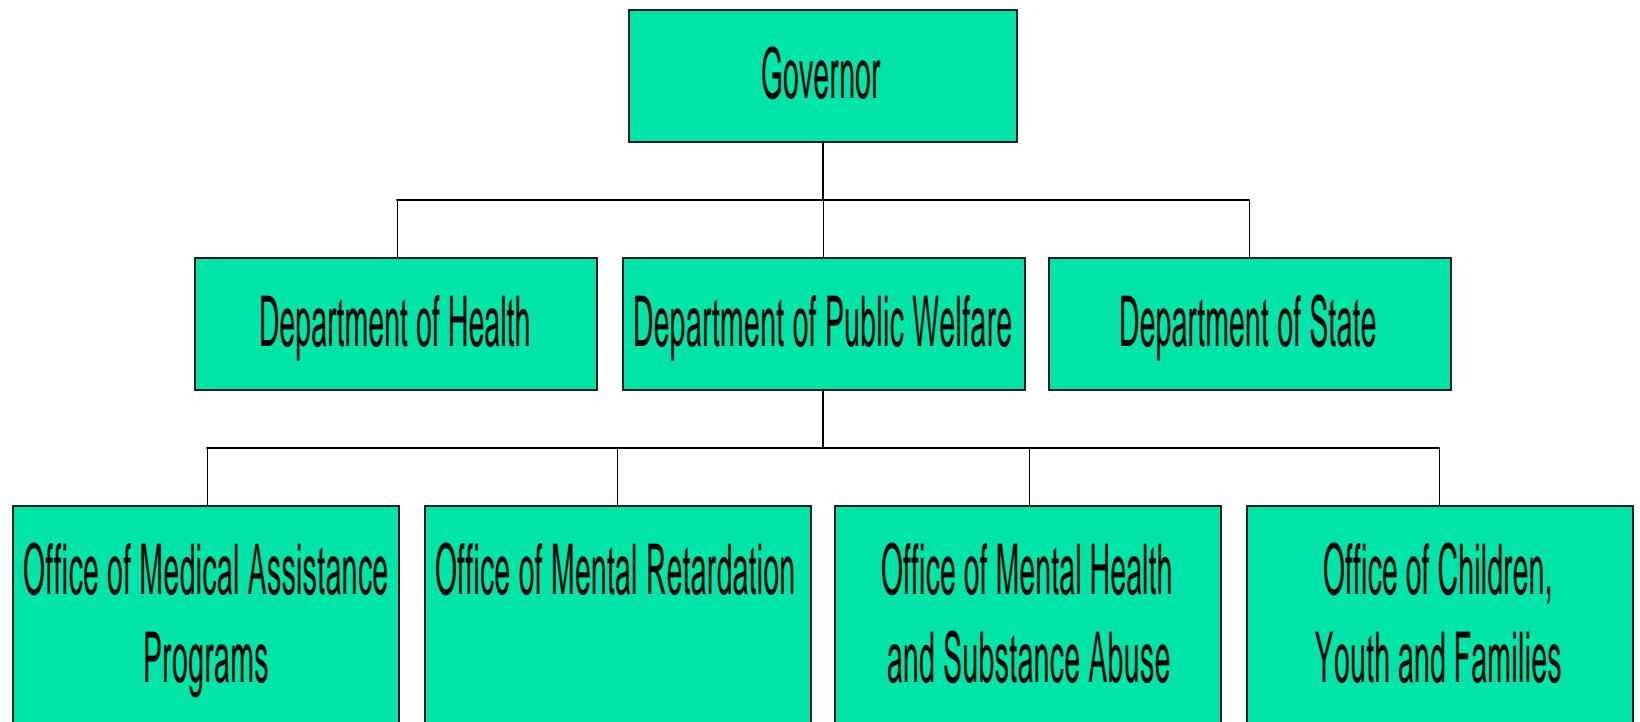 Governor
Department of Health
Department of Public Welfare
Department of State
Office of Medical Assistance
Programs
Office of Mental Retardation
Office of Mental Health
and Substance Abuse
Office of Children,
Youth and Families